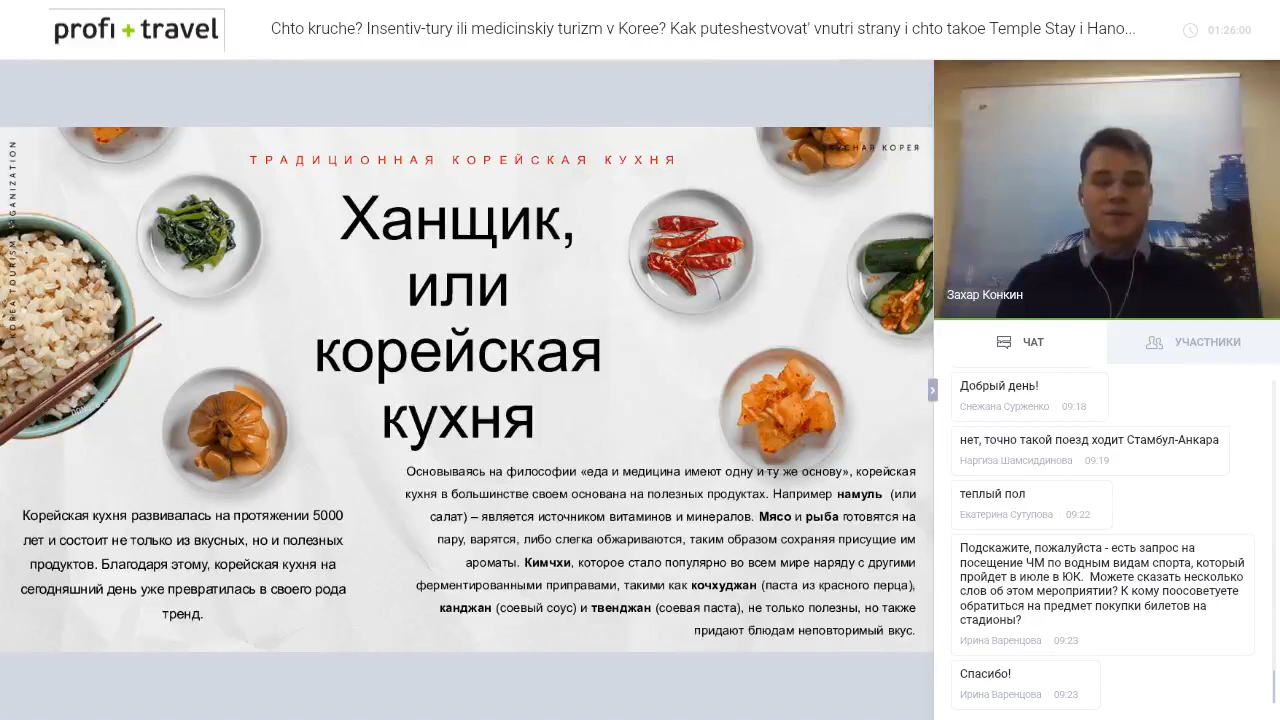 profi + travel
Chto kruche? Insentiv-tury ili medicinskiy turizm v Koree? Kak puteshestvovat' vnutri strany i chto takoe Temple Stay i Hano...
01:26:00
ТРАДИЦИОННАЯ КОРЕЙСКАЯ КУХНЯ
ВКУСНАЯ КОРЕЯ
KOREA TOURISM ORGANIZATION
Ханщик,
или
корейская
кухня
Корейская кухня развивалась на протяжении 5000
лет и состоит не только из вкусных, но и полезных
продуктов. Благодаря этому, корейская кухня на
сегодняшний день уже превратилась в своего рода
тренд.
Основываясь на философии «еда и медицина имеют одну и ту же основу», корейская
кухня в большинстве своем основана на полезных продуктах. Например намуль (или
салат) – является источником витаминов и минералов. Мясо и рыба готовятся на
пару, варятся, либо слегка обжариваются, таким образом сохраняя присущие им
ароматы. Кимчхи, которое стало популярно во всем мире наряду с другими
ферментированными приправами, такими как кочхуджан (паста из красного перца),
канджан (соевый соус) и твенджан (соевая паста), не только полезны, но также
придают блюдам неповторимый вкус.
Захар Конкин
ЧАТ
УЧАСТНИКИ
Добрый день!
Снежана Сурженко 09:18
нет, точно такой поезд ходит Стамбул-Анкара
Наргиза Шамсиддинова 09:19
теплый пол
Екатерина Сутупова 09:22
Подскажите, пожалуйста - есть запрос на
посещение ЧМ по водным видам спорта, который
пройдет в июле в ЮК. Можете сказать несколько
слов об этом мероприятии? К кому поосоветуете
обратиться на предмет покупки билетов на
стадионы?
Ирина Варенцова 09:23
Спасибо!
Ирина Варенцова 09:23